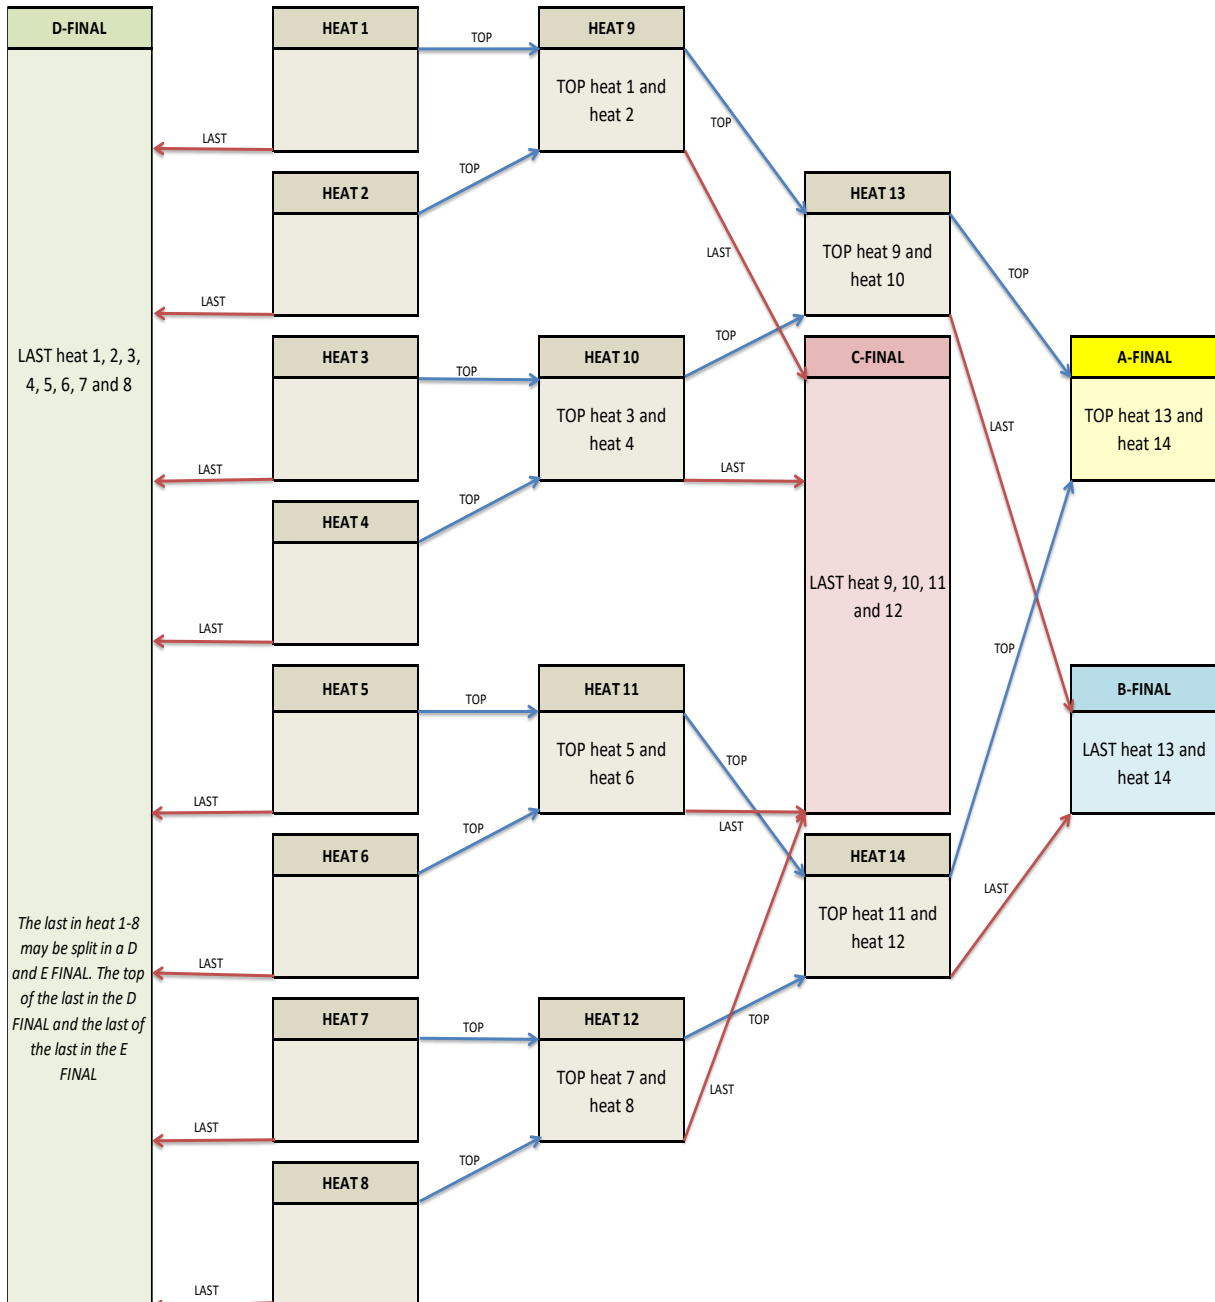 D-FINAL
LAST heat 1, 2, 3,
4, 5, 6, 7 and 8
The last in heat 1-8
may be split in a D
and E FINAL. The top
of the last in the D
FINAL and the last of
the last in the E
FINAL
HEAT 1
TOP
LAST
HEAT 2
TOP
LAST
HEAT 3
TOP
LAST
HEAT 4
TOP
LAST
HEAT 5
TOP
LAST
HEAT 6
TOP
LAST
HEAT 7
TOP
LAST
HEAT 8
TOP
LAST
HEAT 9
TOP heat 1 and
heat 2
TOP
LAST
HEAT 10
TOP heat 3 and
heat 4
TOP
LAST
HEAT 11
TOP heat 5 and
heat 6
TOP
LAST
HEAT 12
TOP heat 7 and
heat 8
TOP
LAST
HEAT 13
TOP heat 9 and
heat 10
TOP
LAST
C-FINAL
LAST heat 9, 10, 11
and 12
HEAT 14
TOP heat 11 and
heat 12
TOP
LAST
A-FINAL
TOP heat 13 and
heat 14
B-FINAL
LAST heat 13 and
heat 14